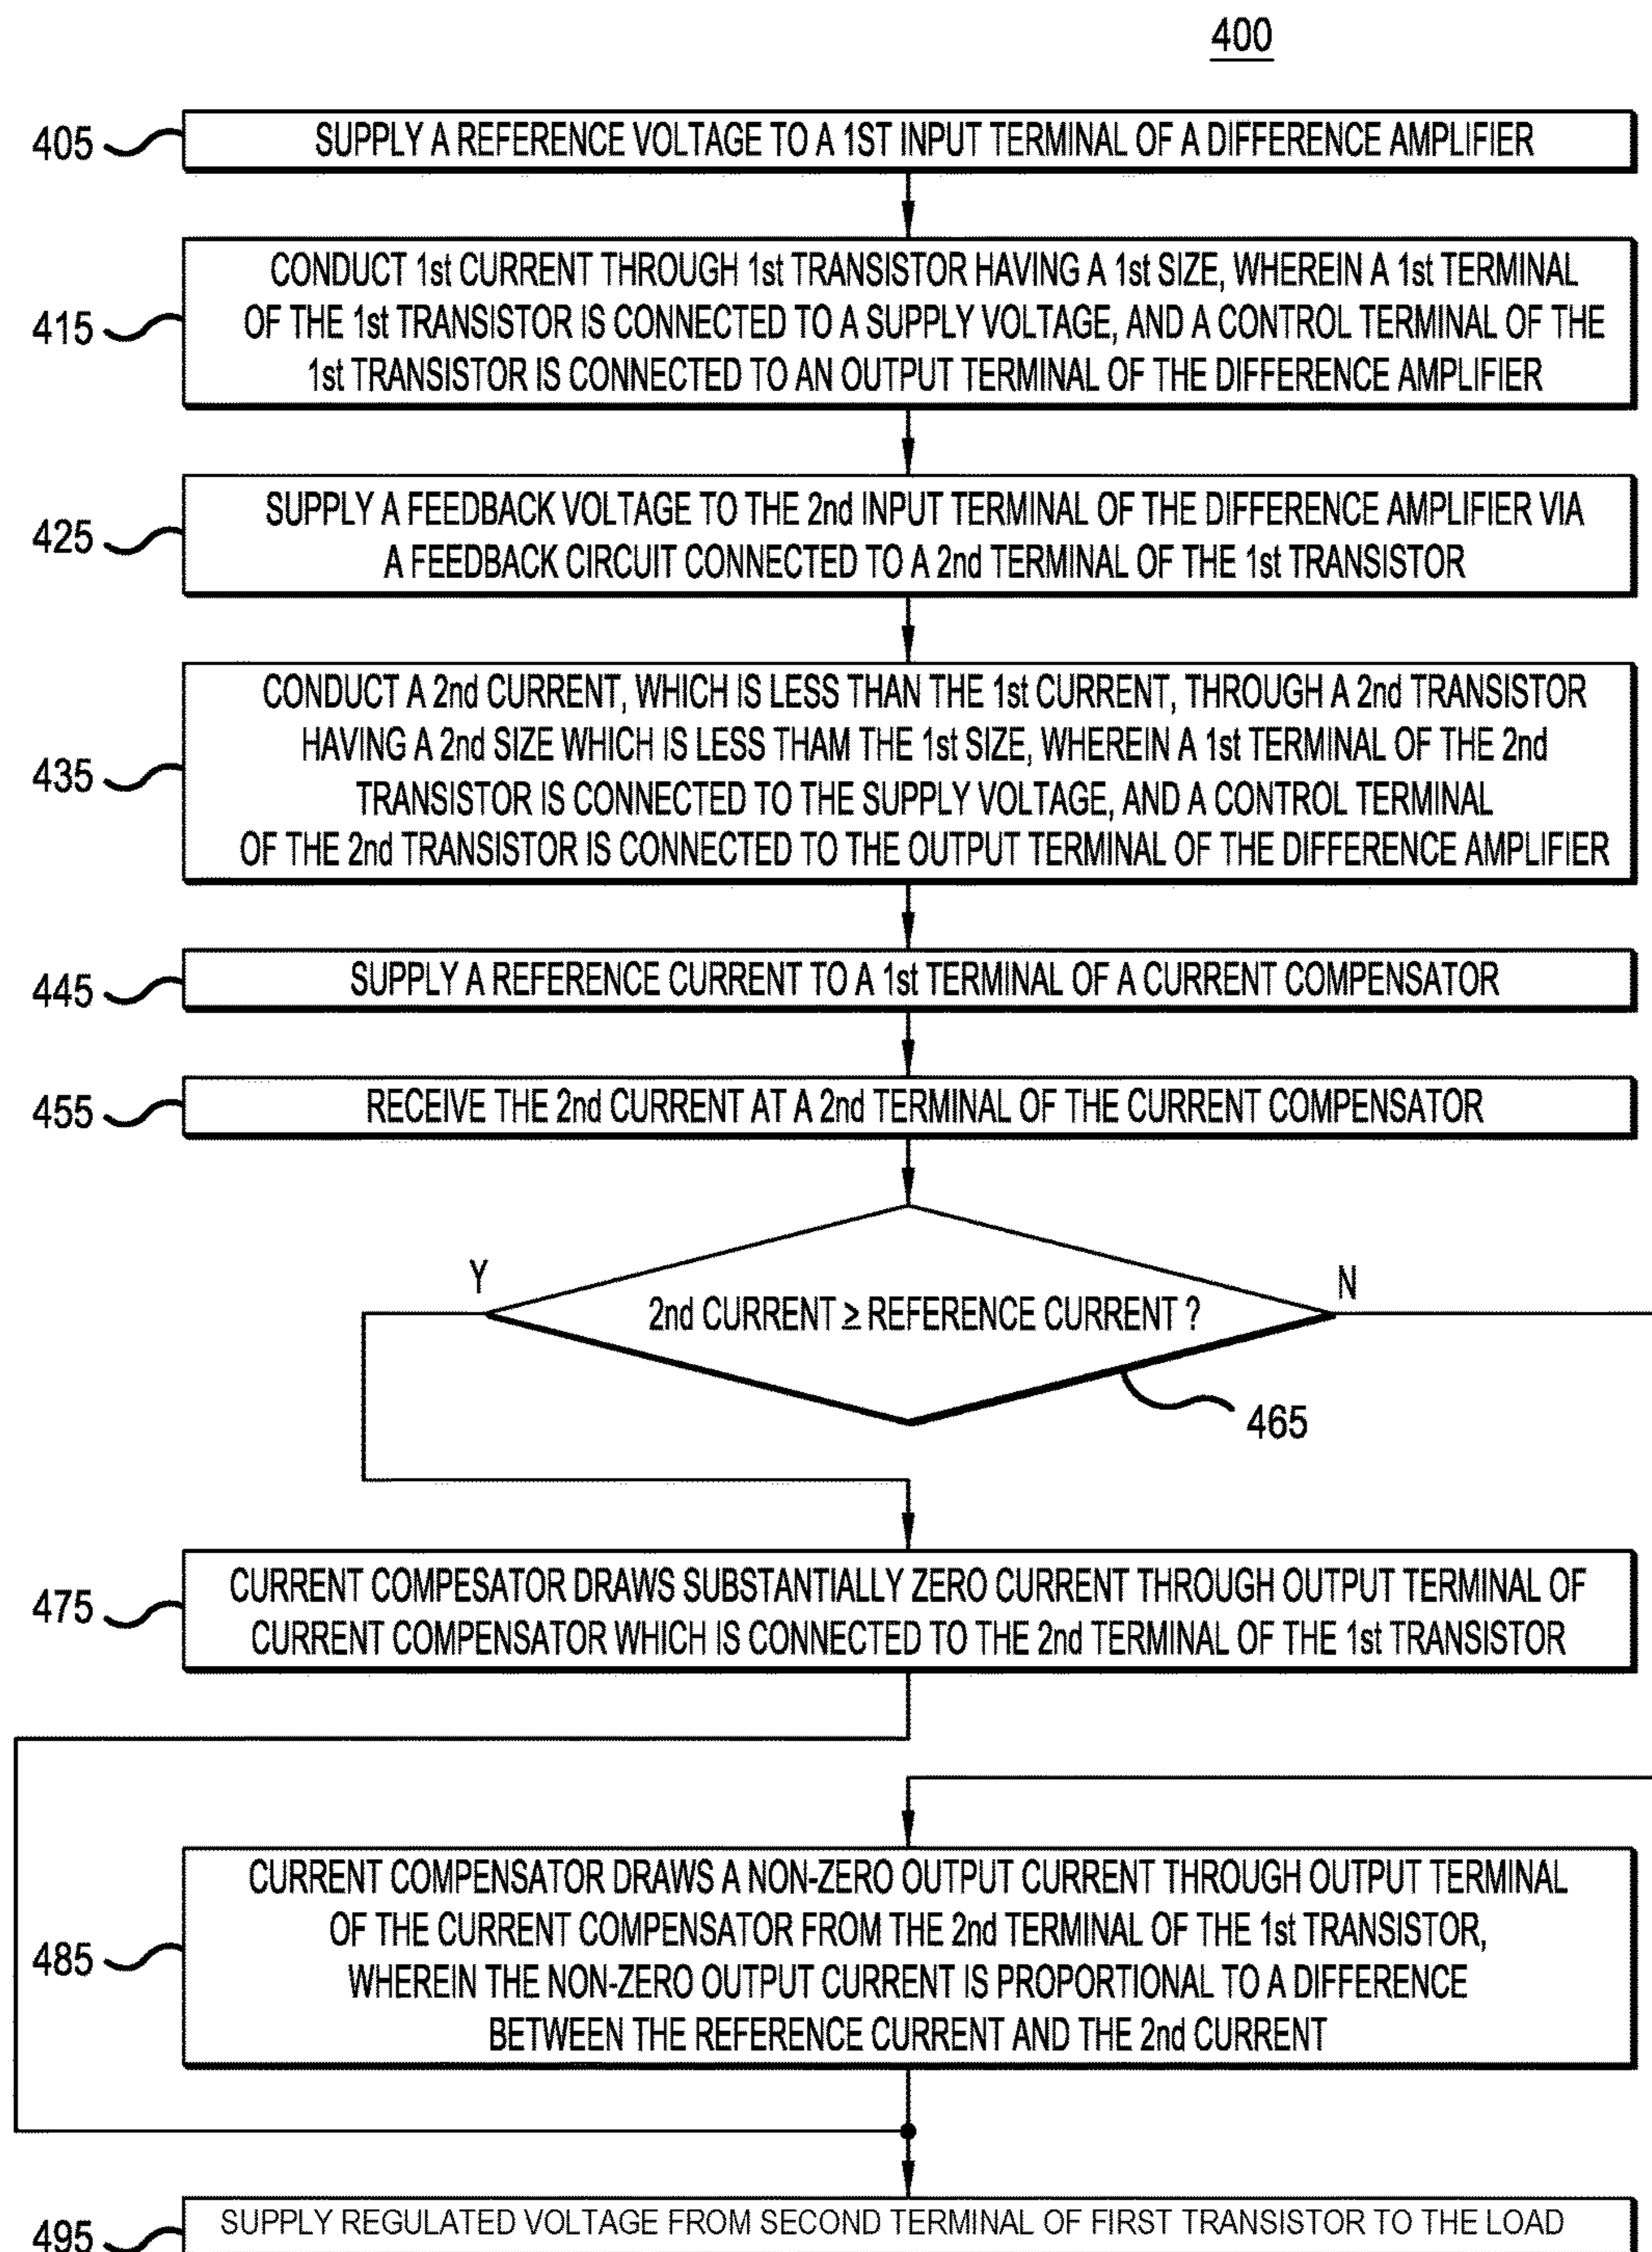 400
405
SUPPLY A REFERENCE VOLTAGE TO A 1ST INPUT TERMINAL OF A DIFFERENCE AMPLIFIER
415
CONDUCT 1st CURRENT THROUGH 1st TRANSISTOR HAVING A 1st SIZE, WHEREIN A 1st TERMINAL
OF THE 1st TRANSISTOR IS CONNECTED TO A SUPPLY VOLTAGE, AND A CONTROL TERMINAL OF THE
1st TRANSISTOR IS CONNECTED TO AN OUTPUT TERMINAL OF THE DIFFERENCE AMPLIFIER
425
SUPPLY A FEEDBACK VOLTAGE TO THE 2nd INPUT TERMINAL OF THE DIFFERENCE AMPLIFIER VIA
A FEEDBACK CIRCUIT CONNECTED TO A 2nd TERMINAL OF THE 1st TRANSISTOR
435
CONDUCT A 2nd CURRENT, WHICH IS LESS THAN THE 1st CURRENT, THROUGH A 2nd TRANSISTOR
HAVING A 2nd SIZE WHICH IS LESS THAM THE 1st SIZE, WHEREIN A 1st TERMINAL OF THE 2nd
TRANSISTOR IS CONNECTED TO THE SUPPLY VOLTAGE, AND A CONTROL TERMINAL
OF THE 2nd TRANSISTOR IS CONNECTED TO THE OUTPUT TERMINAL OF THE DIFFERENCE AMPLIFIER
445
SUPPLY A REFERENCE CURRENT TO A 1st TERMINAL OF A CURRENT COMPENSATOR
455
RECEIVE THE 2nd CURRENT AT A 2nd TERMINAL OF THE CURRENT COMPENSATOR
Y
N
2nd CURRENT ≥ REFERENCE CURRENT ?
465
475
CURRENT COMPESATOR DRAWS SUBSTANTIALLY ZERO CURRENT THROUGH OUTPUT TERMINAL OF
CURRENT COMPENSATOR WHICH IS CONNECTED TO THE 2nd TERMINAL OF THE 1st TRANSISTOR
485
CURRENT COMPENSATOR DRAWS A NON-ZERO OUTPUT CURRENT THROUGH OUTPUT TERMINAL
OF THE CURRENT COMPENSATOR FROM THE 2nd TERMINAL OF THE 1st TRANSISTOR,
WHEREIN THE NON-ZERO OUTPUT CURRENT IS PROPORTIONAL TO A DIFFERENCE
BETWEEN THE REFERENCE CURRENT AND THE 2nd CURRENT
495
SUPPLY REGULATED VOLTAGE FROM SECOND TERMINAL OF FIRST TRANSISTOR TO THE LOAD